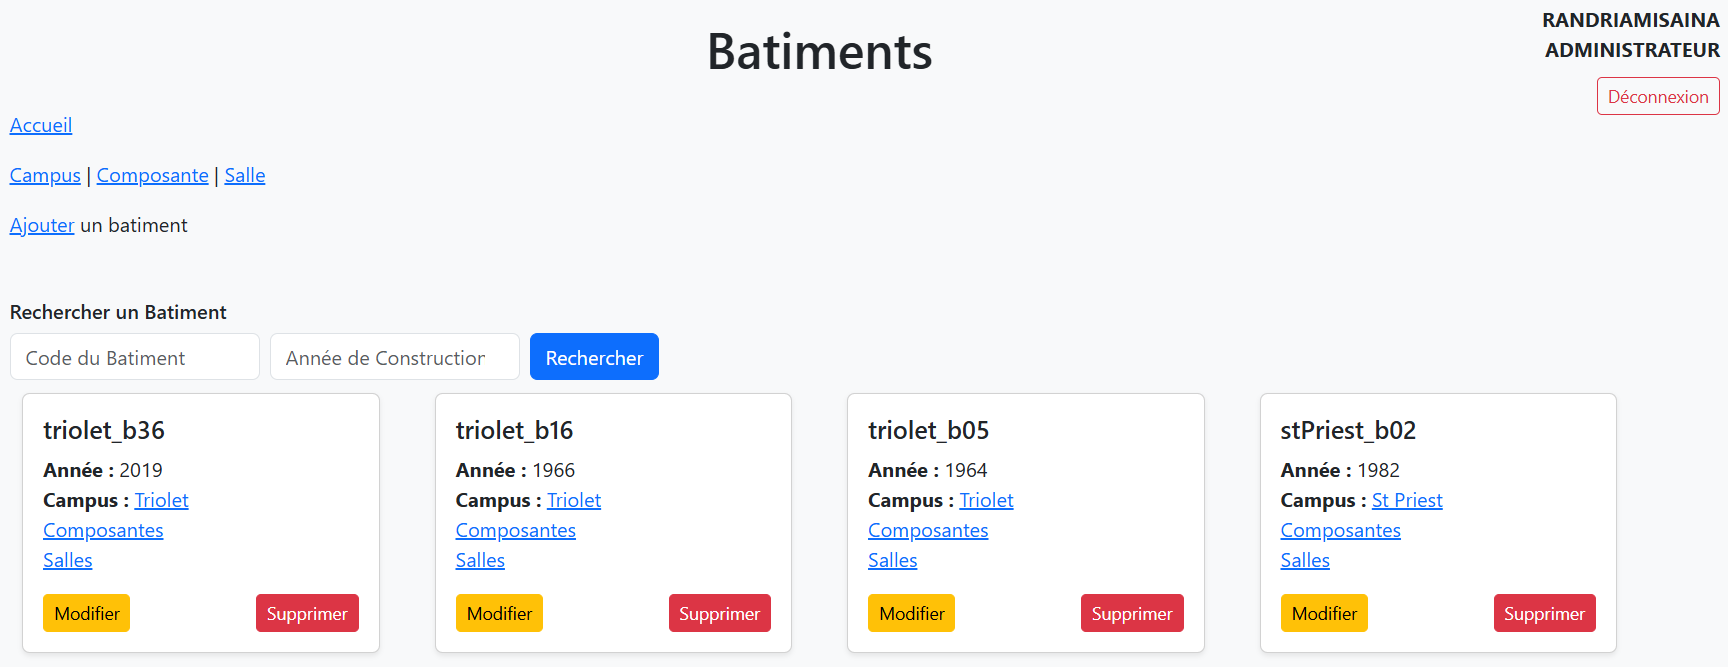 Batiments
RANDRIAMISAINA
ADMINISTRATEUR
Déconnexion
Accueil
Campus | Composante | Salle
Ajouter un batiment
Rechercher un Batiment
Code du Batiment
Année de Construction
Rechercher
triolet_b36
Année : 2019
Campus : Triolet
Composantes
Salles
Modifier
Supprimer
triolet_b16
Année : 1966
Campus : Triolet
Composantes
Salles
Modifier
Supprimer
triolet_b05
Année : 1964
Campus : Triolet
Composantes
Salles
Modifier
Supprimer
stPriest_b02
Année : 1982
Campus : St Priest
Composantes
Salles
Modifier
Supprimer